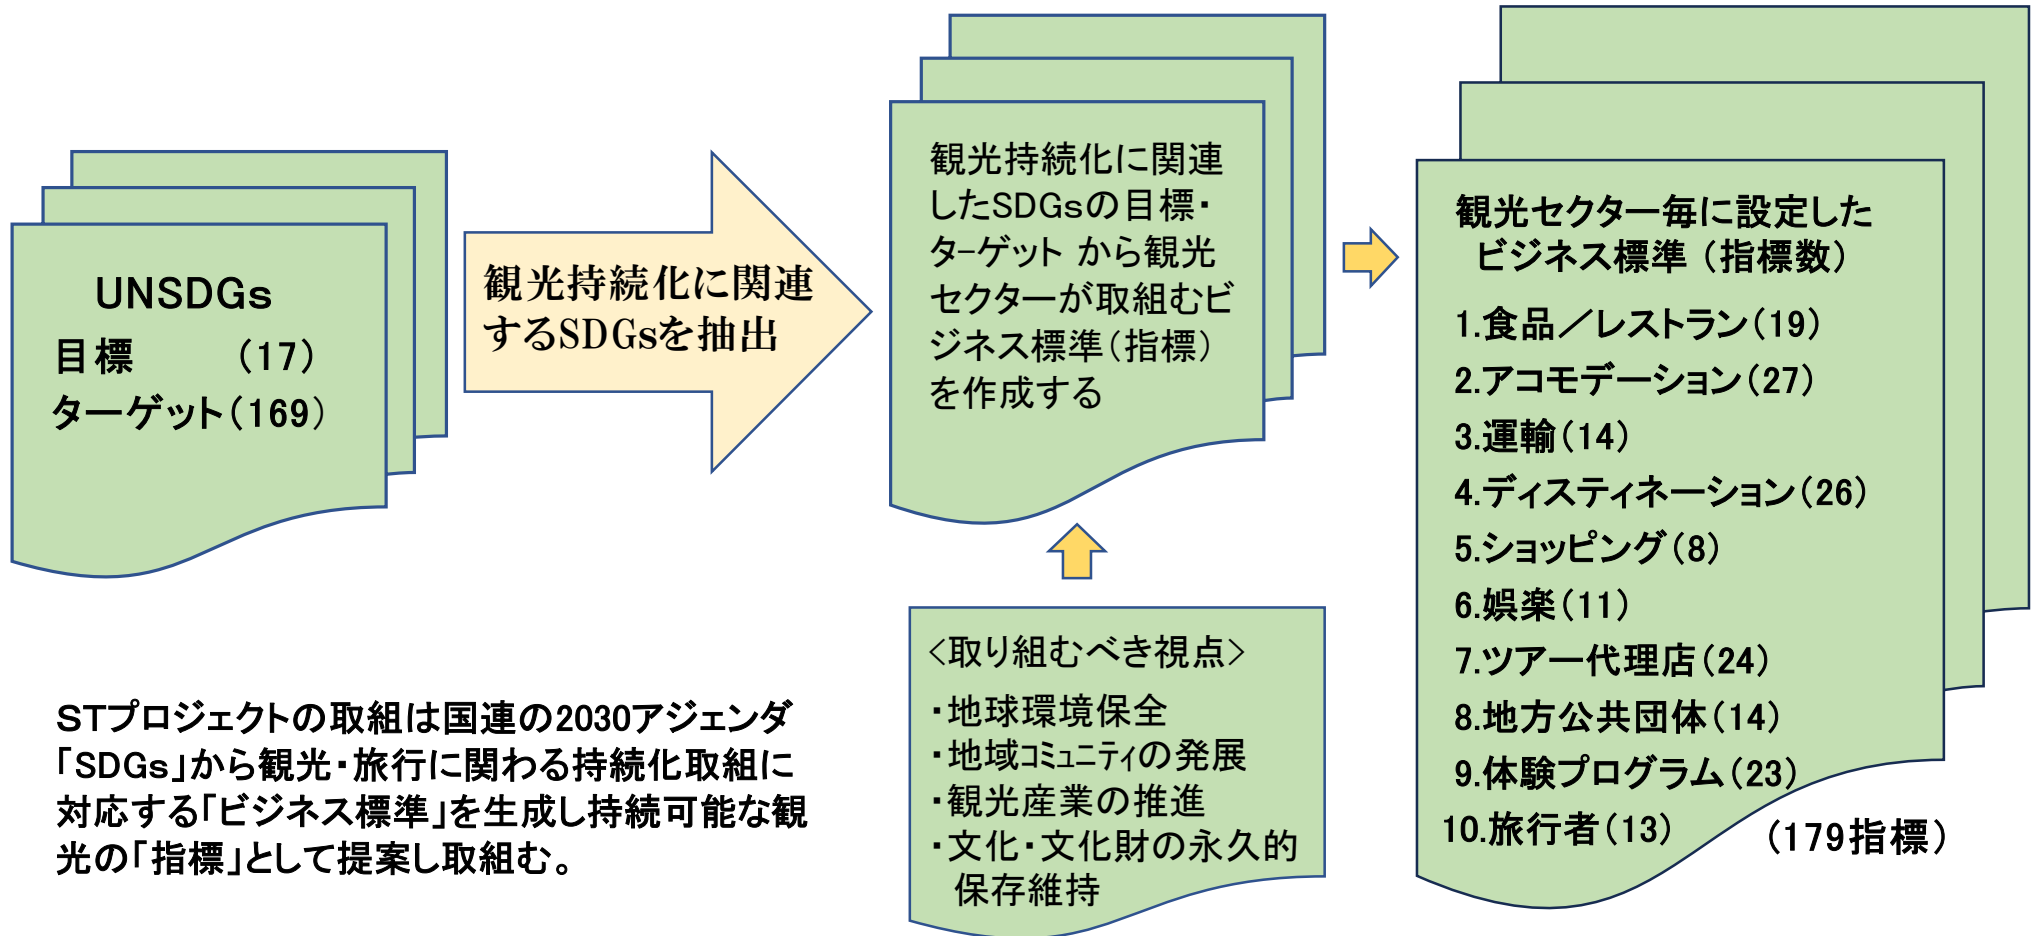 UNSDGs
目標　　　（17）
ターゲット（169）
観光持続化に関連
するSDGsを抽出
観光持続化に関連
したSDGsの目標・
ターゲット から観光
セクターが取組むビ
ジネス標準（指標）
を作成する
＜取り組むべき視点＞
・地球環境保全
・地域コミュニティの発展
・観光産業の推進
・文化・文化財の永久的
保存維持
観光セクター毎に設定した
ビジネス標準（指標数）
1.食品／レストラン（19）
2.アコモデーション（27）
3.運輸（14）
4.ディスティネーション（26）
5.ショッピング（8）
6.娯楽（11）
7.ツアー代理店（24）
8.地方公共団体（14）
9.体験プログラム（23）
10.旅行者（13）
（179指標）
STプロジェクトの取組は国連の2030アジェンダ
「SDGs」から観光・旅行に関わる持続化取組に
対応する「ビジネス標準」を生成し持続可能な観
光の「指標」として提案し取組む。